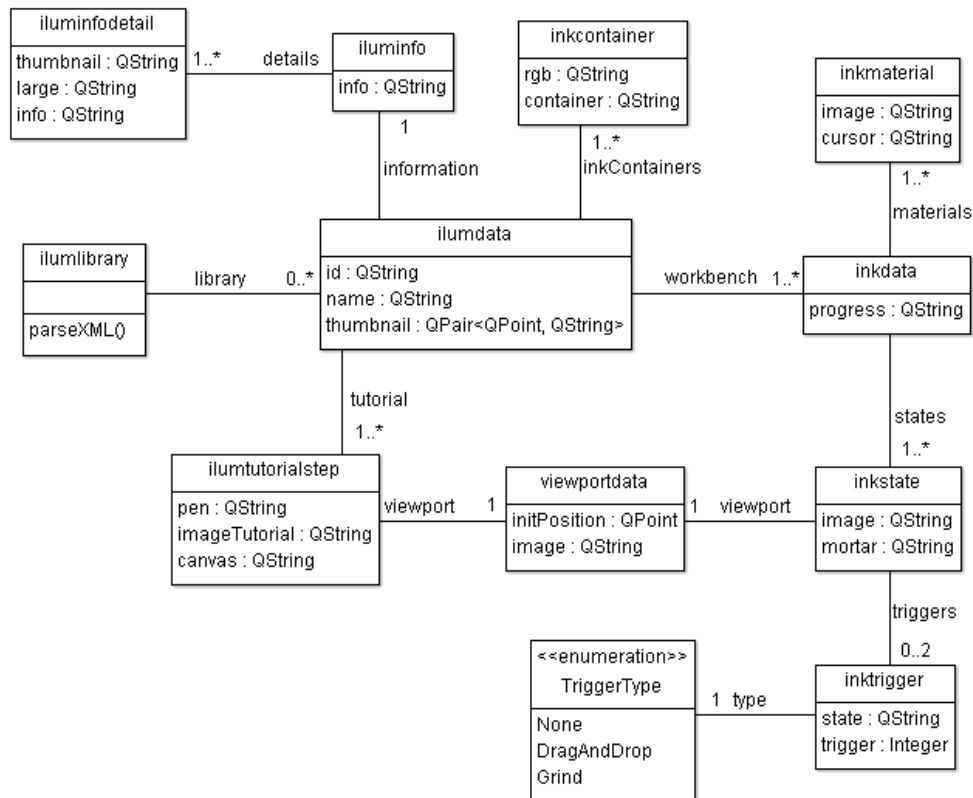 iluminfodetail
thumbnail : QString
large : QString
info : QString
1..*
details
iluminfo
info : QString
1
information
inkcontainer
rgb : QString
container : QString
1..*
inkContainers
inkmaterial
image : QString
cursor : QString
1..*
materials
ilumlibrary
parseXML()
library
0..*
ilumdata
id : QString
name : QString
thumbnail : QPair<QPoint, QString>
workbench
1..*
inkdata
progress : QString
tutorial
1..*
states
1..*
ilumtutorialstep
pen : QString
imageTutorial : QString
canvas : QString
viewport
1
viewportdata
initPosition : QPoint
image : QString
1
viewport
inkstate
image : QString
mortar : QString
triggers
0..2
<<enumeration>>
TriggerType
None
DragAndDrop
Grind
1
type
inktrigger
state : QString
trigger : Integer